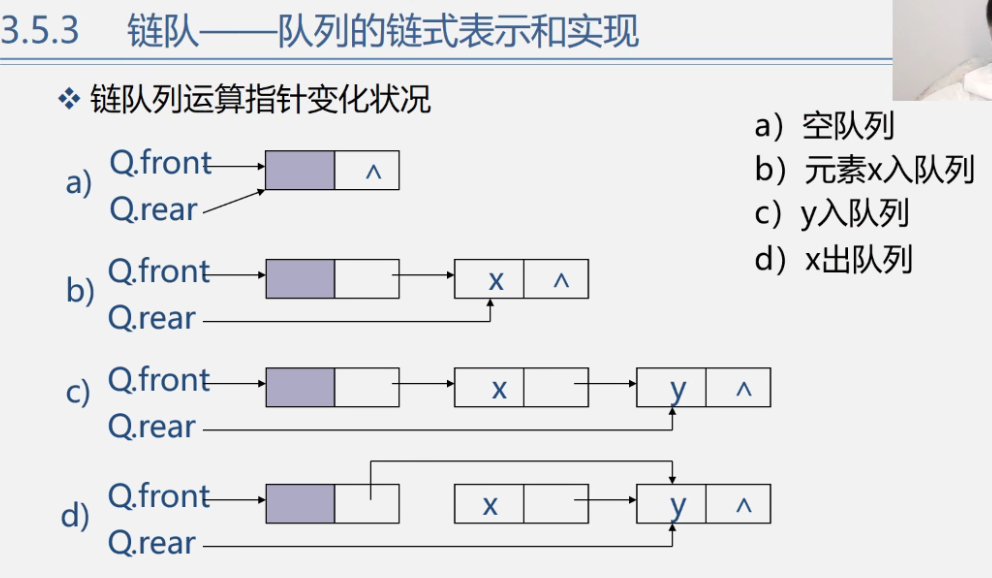 3.5.3 链队——队列的链式表示和实现
❖ 链队列运算指针变化状况
a）空队列
b）元素x入队列
c）y入队列
d）x出队列
a) Q.front ^
Q.rear
b) Q.front x ^
Q.rear
c) Q.front x y ^
Q.rear
d) Q.front x y ^
Q.rear